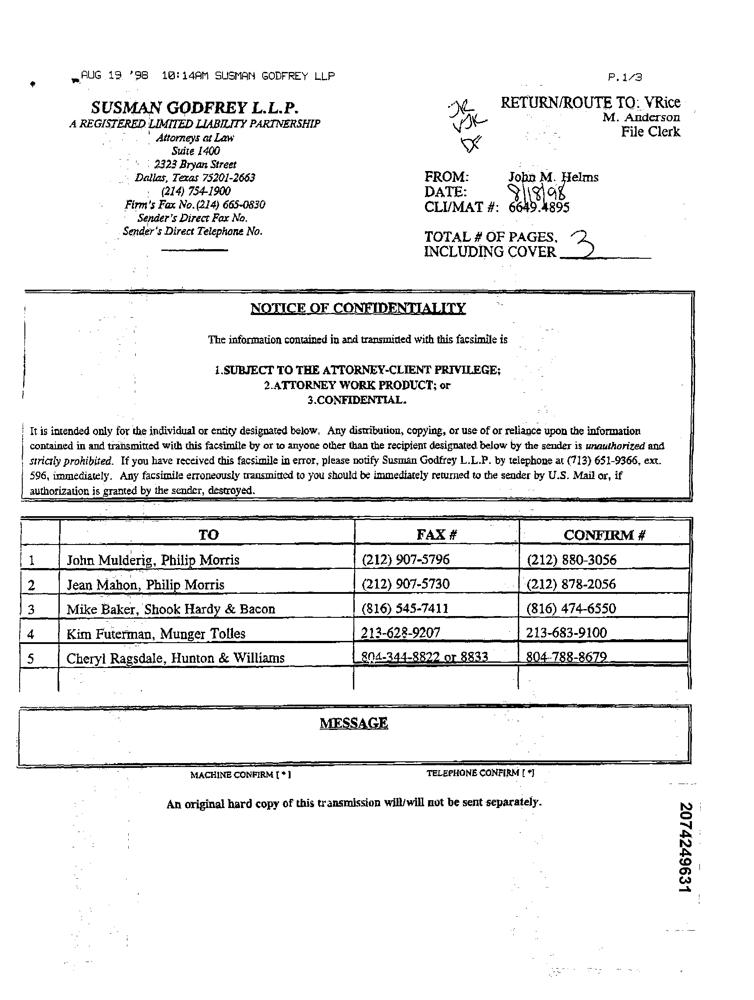 AUG 19 '98 10:14AM SUSMAN GODFREY LLP P.1/3
SUSMAN GODFREY L.L.P.
A REGISTERED LIMITED LIABILITY PARTNERSHIP
Attorneys at Law
Suite 1400
2323 Bryan Street
Dallas, Texas 75201-2663
(214) 754-1900
Firm's Fax No.(214) 665-0830
Sender's Direct Fax No.
Sender's Direct Telephone No.
RETURN/ROUTE TO: VRice
M. Anderson
File Clerk
FROM: John M. Helms
DATE: 8/18/98
CLI/MAT #: 6649.4895
TOTAL # OF PAGES,
INCLUDING COVER 3
NOTICE OF CONFIDENTIALITY
The information contained in and transmitted with this facsimile is
1.SUBJECT TO THE ATTORNEY-CLIENT PRIVILEGE;
2.ATTORNEY WORK PRODUCT; or
3.CONFIDENTIAL.
It is intended only for the individual or entity designated below. Any distribution, copying, or use of or reliance upon the information
contained in and transmitted with this facsimile by or to anyone other than the recipient designated below by the sender is unauthorized and
strictly prohibited. If you have received this facsimile in error, please notify Susman Godfrey L.L.P. by telephone at (713) 651-9366, ext.
596, immediately. Any facsimile erroneously transmitted to you should be immediately returned to the sender by U.S. Mail or, if
authorization is granted by the sender, destroyed.
TO FAX # CONFIRM #
1 John Mulderig, Philip Morris (212) 907-5796 (212) 880-3056
2 Jean Mahon, Philip Morris (212) 907-5730 (212) 878-2056
3 Mike Baker, Shook Hardy & Bacon (816) 545-7411 (816) 474-6550
4 Kim Futerman, Munger Tolles 213-628-9207 213-683-9100
5 Cheryl Ragsdale, Hunton & Williams 804-344-8822 or 8833 804-788-8679
MESSAGE
MACHINE CONFIRM [ * ] TELEPHONE CONFIRM [ *]
An original hard copy of this transmission will/will not be sent separately.
2074249631